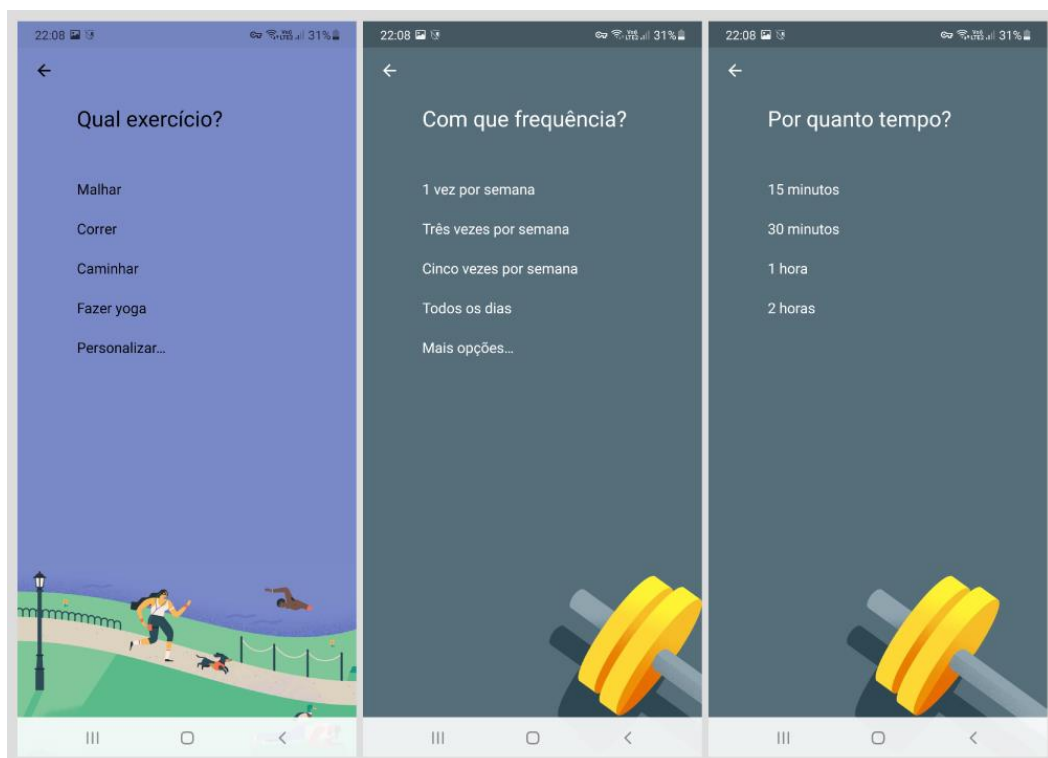 22:08
31%
Qual exercício?
Malhar
Correr
Caminhar
Fazer yoga
Personalizar...
22:08
31%
Com que frequência?
1 vez por semana
Três vezes por semana
Cinco vezes por semana
Todos os dias
Mais opções...
22:08
31%
Por quanto tempo?
15 minutos
30 minutos
1 hora
2 horas